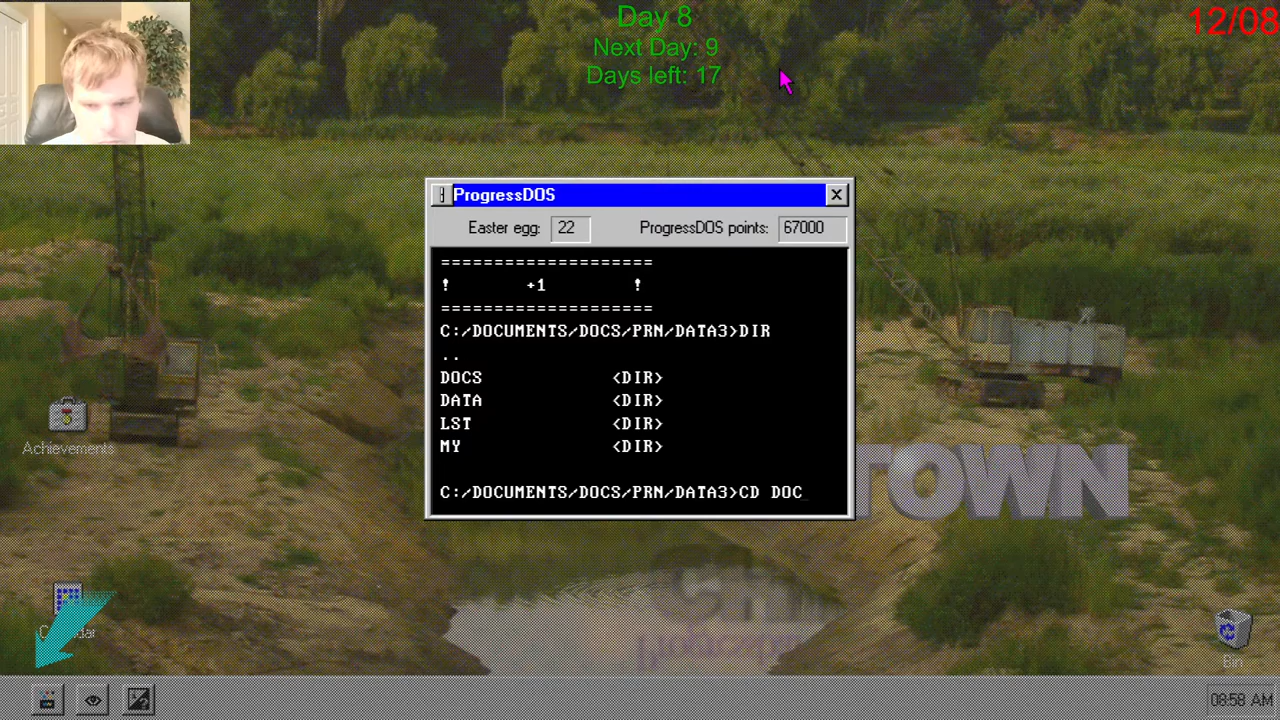 Day 8
Next Day: 9
Days left: 17
12/08
ProgressDOS
Easter egg: 22
ProgressDOS points: 67000
====================
! +1 !
====================
C:/DOCUMENTS/DOCS/PRN/DATA3>DIR
..
DOCS <DIR>
DATA <DIR>
LST <DIR>
MY <DIR>
C:/DOCUMENTS/DOCS/PRN/DATA3>CD DOC_
Achievements
TOWN
Bin
08:58 AM